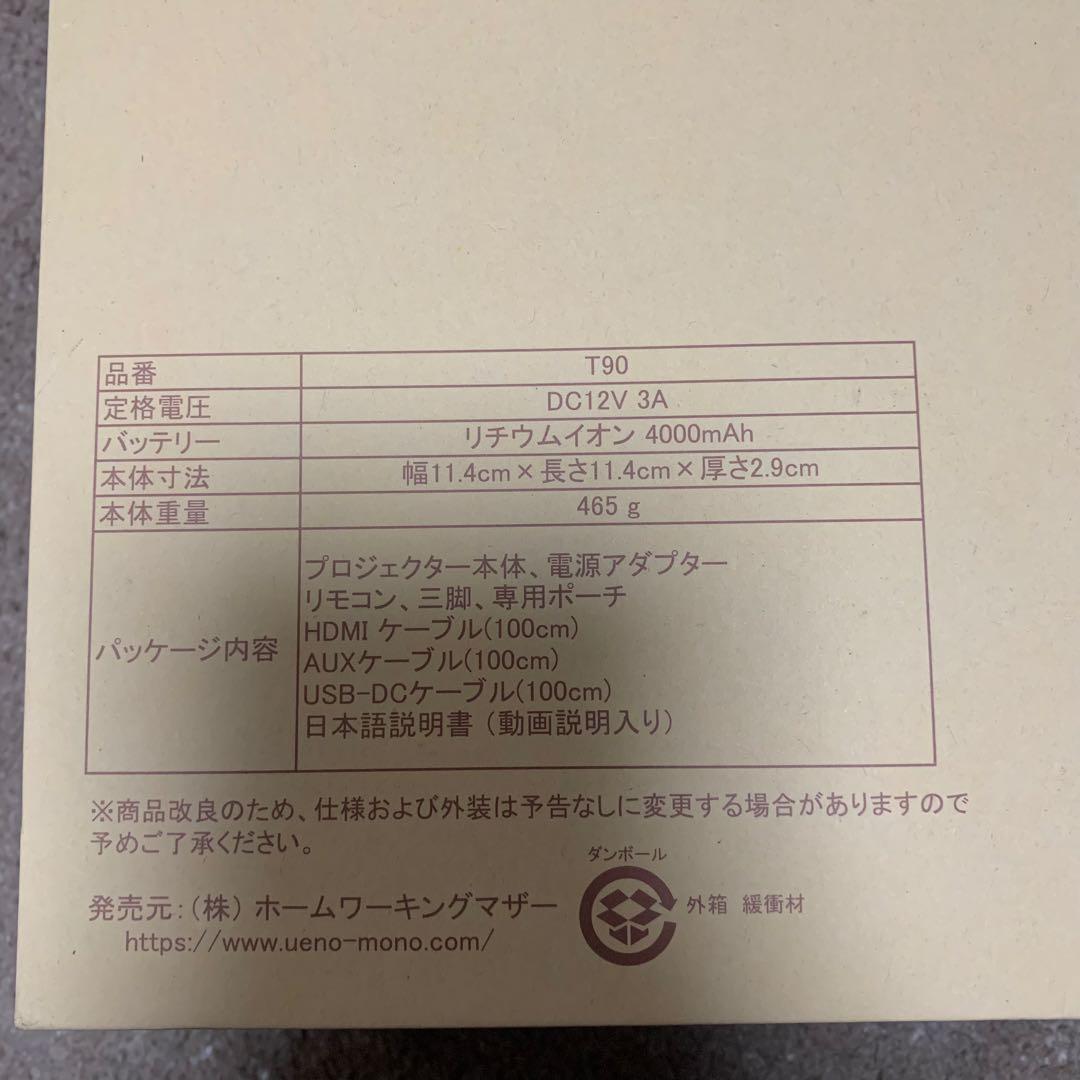 品番 T90
定格電圧 DC12V 3A
バッテリー リチウムイオン 4000mAh
本体寸法 幅11.4cm×長さ11.4cm×厚さ2.9cm
本体重量 465 g
パッケージ内容
プロジェクター本体、電源アダプター
リモコン、三脚、専用ポーチ
HDMI ケーブル(100cm)
AUXケーブル(100cm)
USB-DCケーブル(100cm)
日本語説明書（動画説明入り）
※商品改良のため、仕様および外装は予告なしに変更する場合がありますので
予めご了承ください。
ダンボール
外箱 緩衝材
発売元:（株）ホームワーキングマザー
https://www.ueno-mono.com/